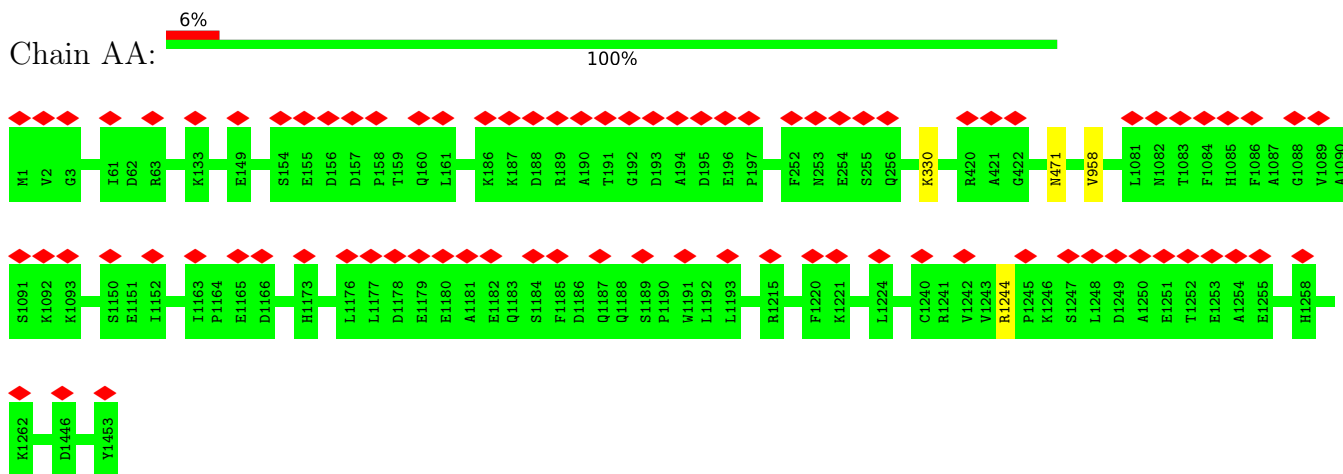 6%
Chain AA:
100%
M1 V2 G3 I61 D62 R63 K133 E149 S154 E155 D156 D157 P158 T159 Q160 L161 K186 K187 D188 R189 A190 T191 G192 D193 A194 D195 E196 P197 F252 N253 E254 S255 Q256 K330 R420 A421 G422 N471 V958 L1081 N1082 T1083 F1084 H1085 F1086 A1087 G1088 V1089 A1090
S1091 K1092 K1093 S1150 E1151 I1152 I1163 P1164 E1165 D1166 H1173 L1176 L1177 D1178 E1179 E1180 A1181 E1182 Q1183 S1184 F1185 D1186 Q1187 Q1188 S1189 P1190 W1191 L1192 L1193 R1215 F1220 K1221 L1224 C1240 R1241 V1242 V1243 R1244 P1245 K1246 S1247 L1248 D1249 A1250 E1251 T1252 E1253 A1254 E1255 H1258
K1262 D1446 Y1453